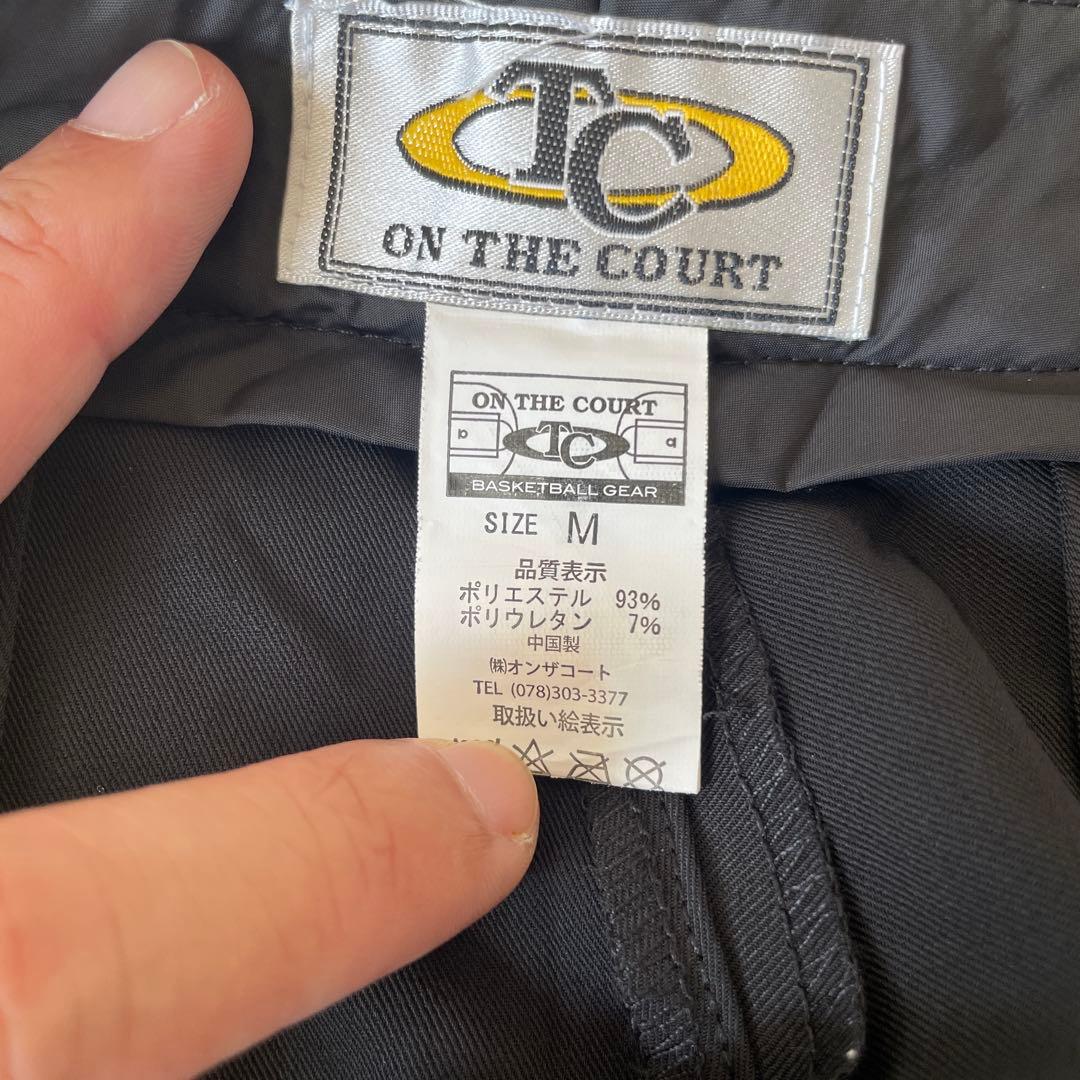 TC
ON THE COURT
ON THE COURT
TC
BASKETBALL GEAR
SIZE M
品質表示
ポリエステル 93%
ポリウレタン 7%
中国製
㈱オンザコート
TEL (078)303-3377
取扱い絵表示